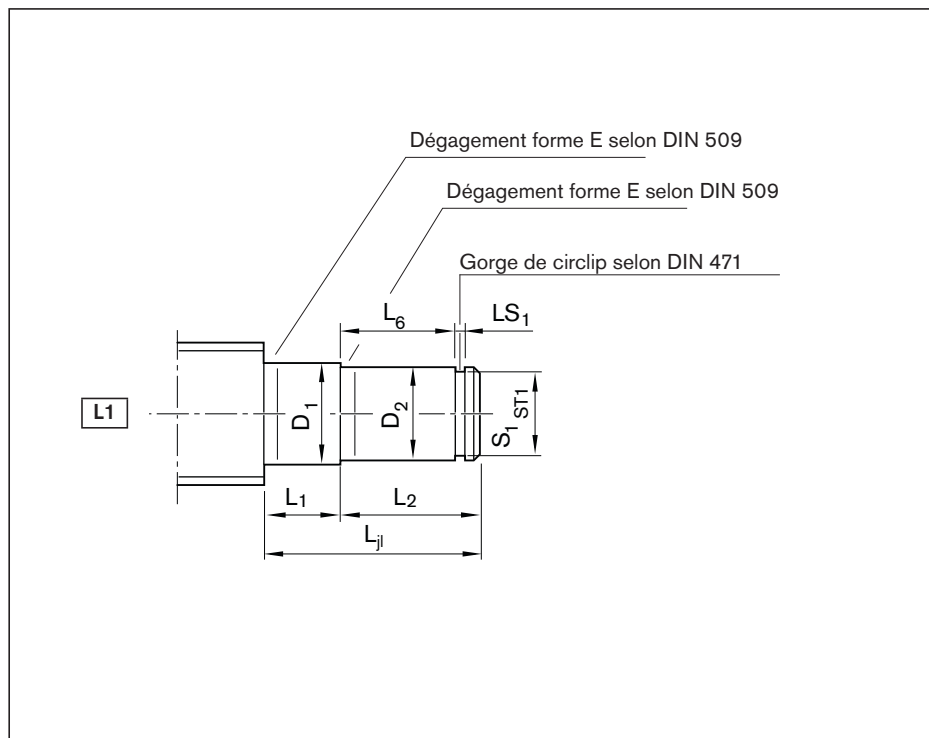 Dégagement forme E selon DIN 509
Dégagement forme E selon DIN 509
Gorge de circlip selon DIN 471
L6 LS1
L1 D1 D2 S1 ST1
L1 L2
Ljl